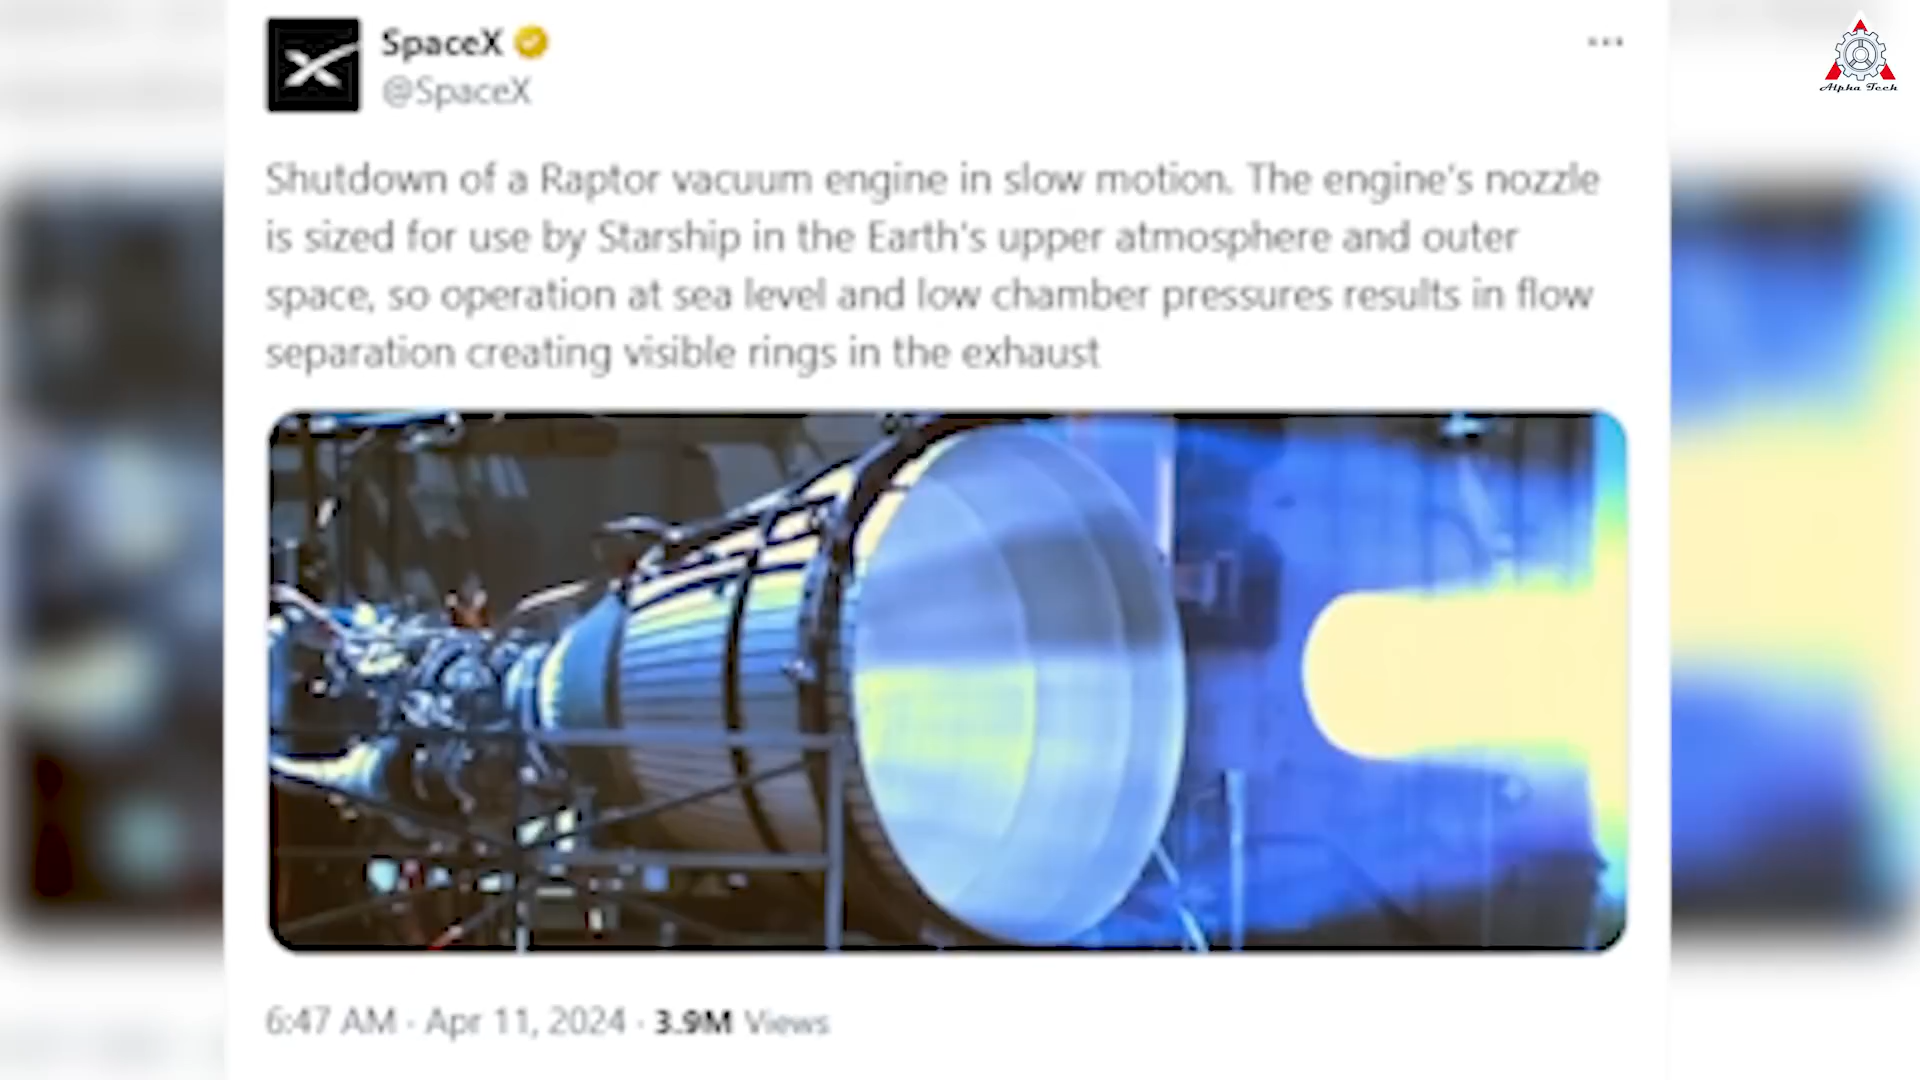 SpaceX
@SpaceX
Shutdown of a Raptor vacuum engine in slow motion. The engine's nozzle
is sized for use by Starship in the Earth's upper atmosphere and outer
space, so operation at sea level and low chamber pressures results in flow
separation creating visible rings in the exhaust
6:47 AM · Apr 11, 2024 · 3.9M Views
Alpha Tech